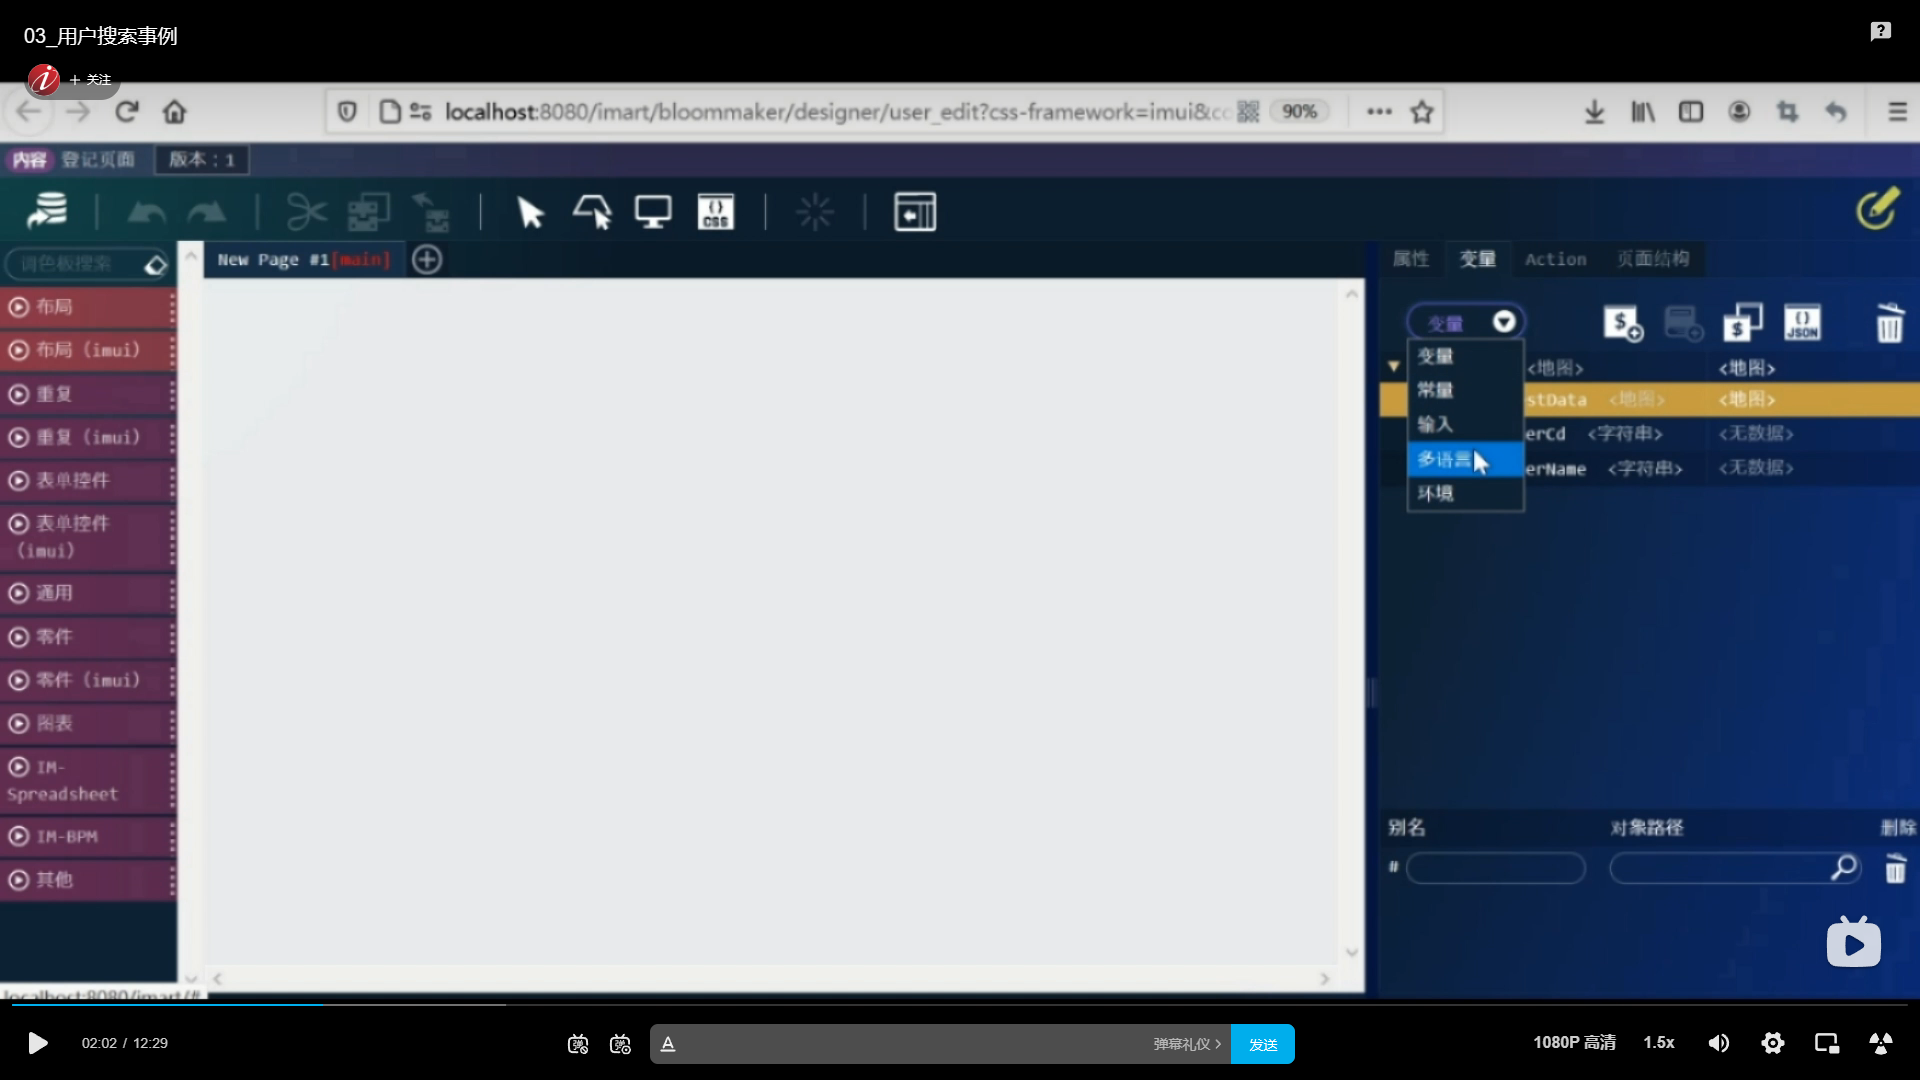 03_用户搜索事例
+ 关注
localhost:8080/imart/bloommaker/designer/user_edit?css-framework=imui&co
90%
内容 登记页面 版本：1
CSS
调色板搜索
New Page #1[main]
属性 变量 Action 页面结构
布局
布局（imui）
重复
重复（imui）
表单控件
表单控件
（imui）
通用
零件
零件（imui）
图表
IM-
Spreadsheet
IM-BPM
其他
变量
JSON
变量
常量
输入
多语言
环境
<地图> <地图>
stData <地图> <地图>
erCd <字符串> <无数据>
erName <字符串> <无数据>
别名 对象路径 删除
#
localhost:8080/imart/#
02:02 / 12:29
弹幕礼仪 >
发送
1080P 高清
1.5x